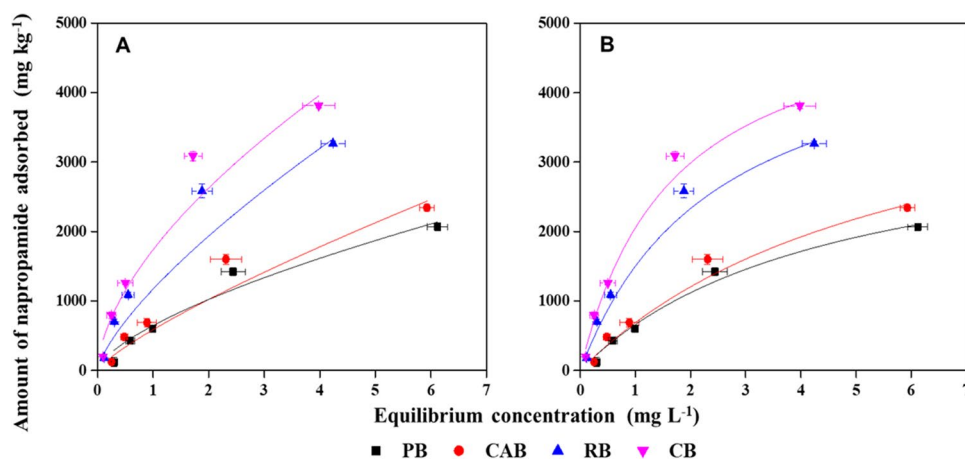 Amount of napropamide adsorbed (mg kg⁻¹)
A
5000
4000
3000
2000
1000
0
0 1 2 3 4 5 6 7
B
5000
4000
3000
2000
1000
0
0 1 2 3 4 5 6 7
Equilibrium concentration (mg L⁻¹)
PB CAB RB CB